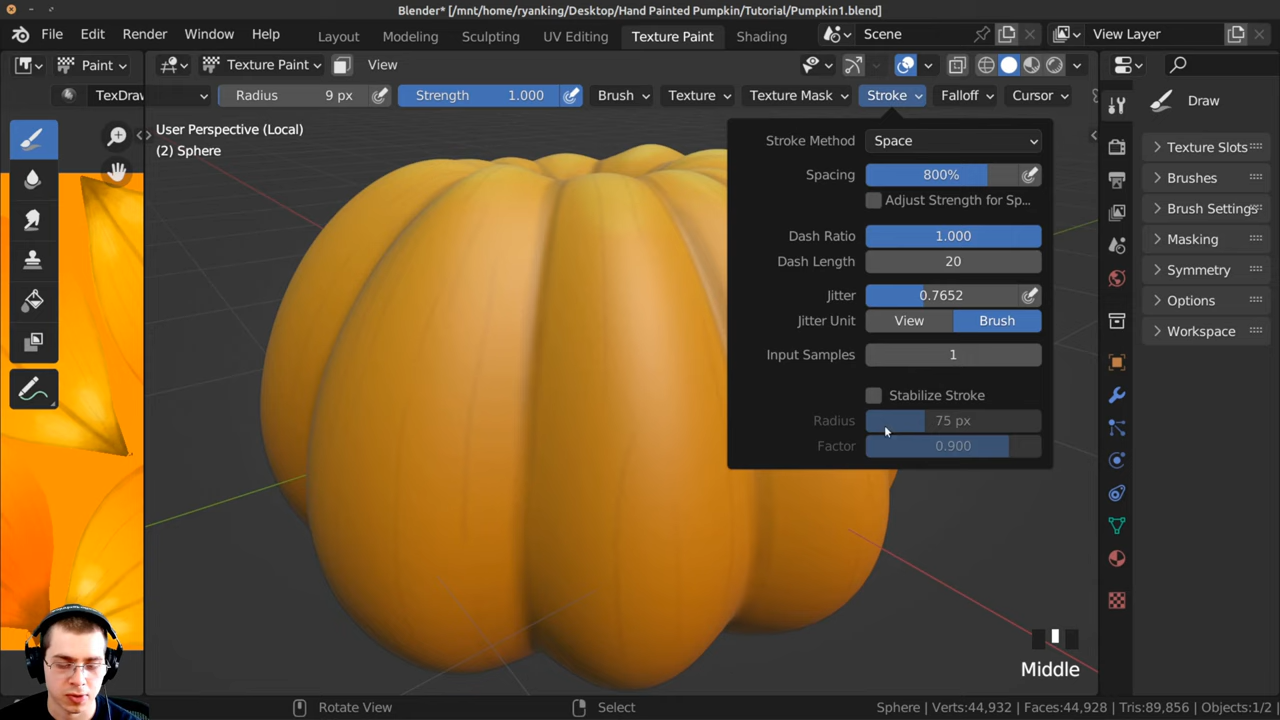 Blender* [/mnt/home/ryanking/Desktop/Hand Painted Pumpkin/Tutorial/Pumpkin1.blend]
File Edit Render Window Help Layout Modeling Sculpting UV Editing Texture Paint Shading Scene View Layer
Paint Texture Paint View
TexDraw Radius 9 px Strength 1.000 Brush Texture Texture Mask Stroke Falloff Cursor Draw
User Perspective (Local)
(2) Sphere
Stroke Method Space
Spacing 800%
Adjust Strength for Sp...
Dash Ratio 1.000
Dash Length 20
Jitter 0.7652
Jitter Unit View Brush
Input Samples 1
Stabilize Stroke
Radius 75 px
Factor 0.900
Texture Slots
Brushes
Brush Settings
Masking
Symmetry
Options
Workspace
Middle
Rotate View Select Sphere | Verts:44,932 | Faces:44,928 | Tris:89,856 | Objects:1/2